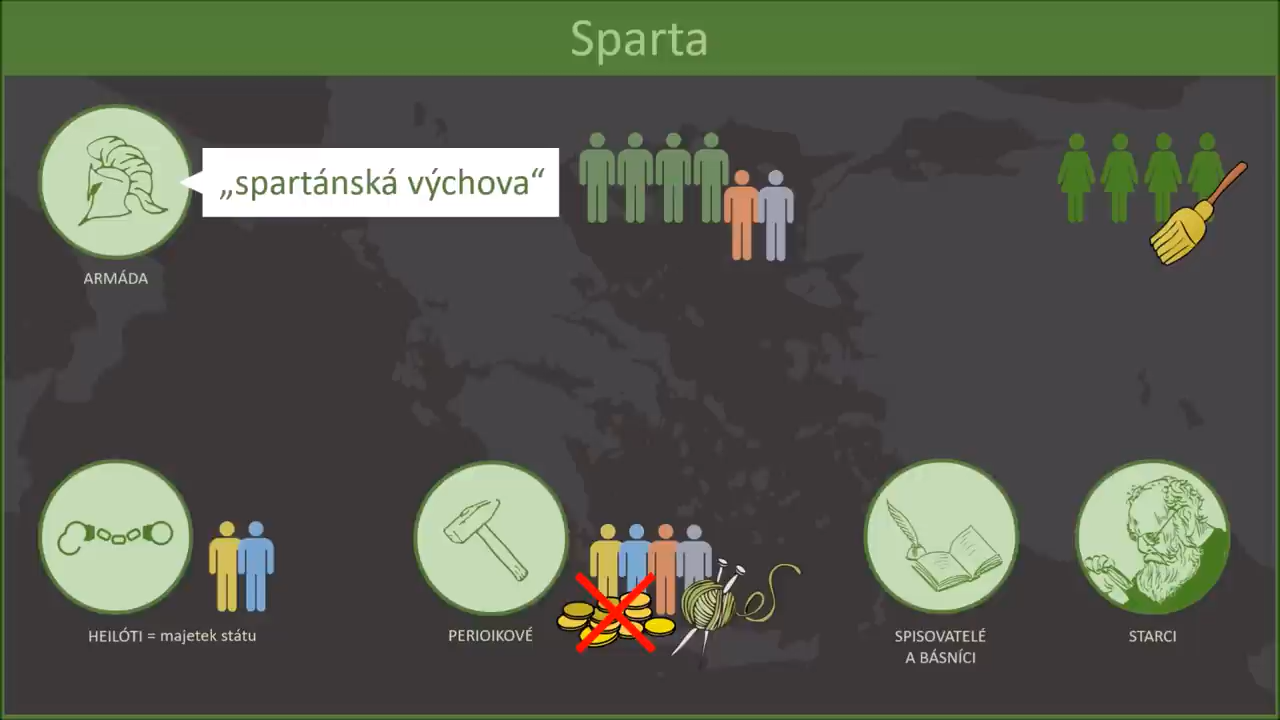 Sparta
„spartánská výchova“
ARMÁDA
HEILÓTI = majetek státu
PERIOIKOVÉ
SPISOVATELÉ
A BÁSNÍCI
STARCI